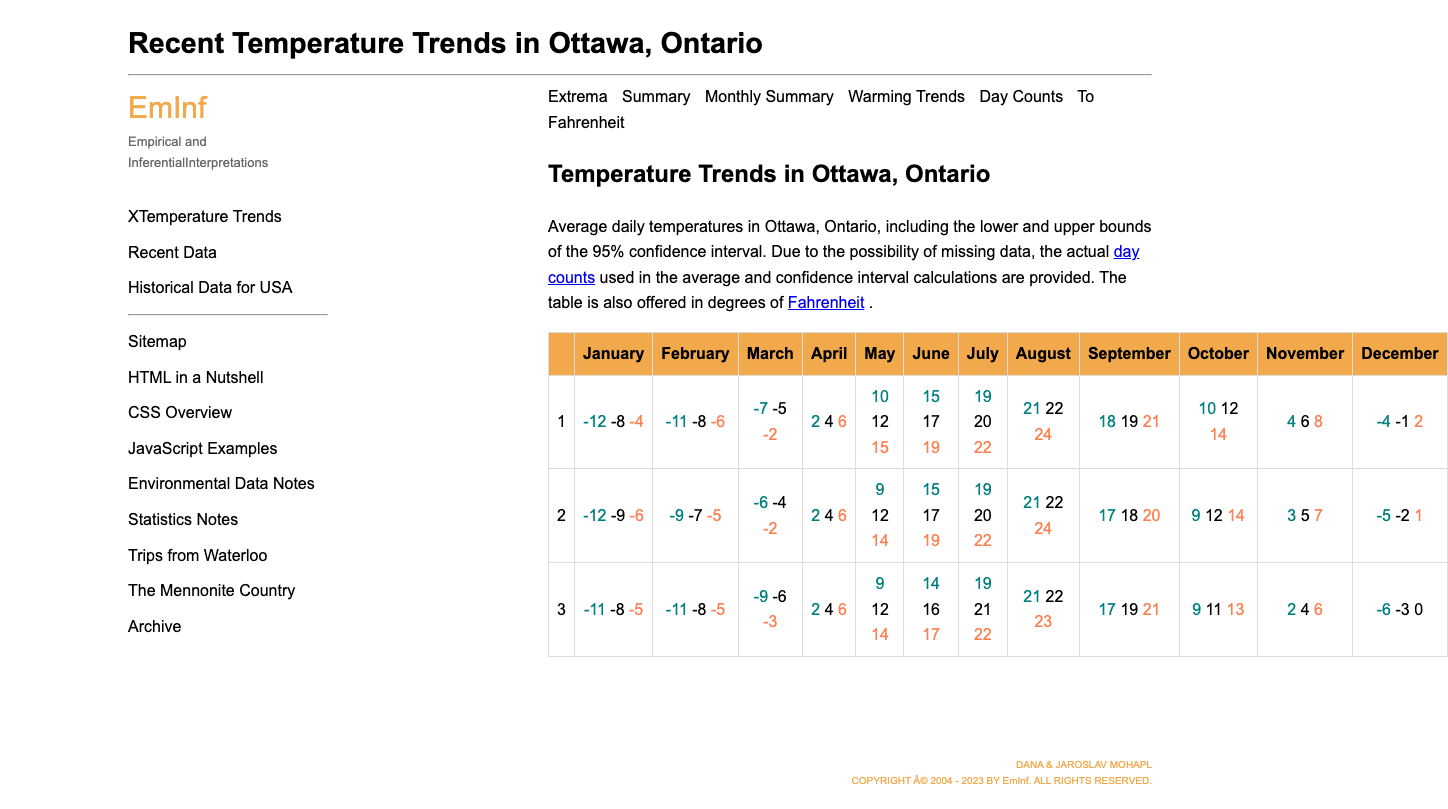 Recent Temperature Trends in Ottawa, Ontario
EmInf
Empirical and
InferentialInterpretations
XTemperature Trends
Recent Data
Historical Data for USA
Sitemap
HTML in a Nutshell
CSS Overview
JavaScript Examples
Environmental Data Notes
Statistics Notes
Trips from Waterloo
The Mennonite Country
Archive
Extrema Summary Monthly Summary Warming Trends Day Counts To
Fahrenheit
Temperature Trends in Ottawa, Ontario
Average daily temperatures in Ottawa, Ontario, including the lower and upper bounds
of the 95% confidence interval. Due to the possibility of missing data, the actual day
counts used in the average and confidence interval calculations are provided. The
table is also offered in degrees of Fahrenheit .
January February March April May June July August September October November December
1 -12 -8 -4 -11 -8 -6 -7 -5 -2 2 4 6 10 12 15 15 17 19 19 20 22 21 22 24 18 19 21 10 12 14 4 6 8 -4 -1 2
2 -12 -9 -6 -9 -7 -5 -6 -4 -2 2 4 6 9 12 14 15 17 19 19 20 22 21 22 24 17 18 20 9 12 14 3 5 7 -5 -2 1
3 -11 -8 -5 -11 -8 -5 -9 -6 -3 2 4 6 9 12 14 14 16 17 19 21 22 21 22 23 17 19 21 9 11 13 2 4 6 -6 -3 0
DANA & JAROSLAV MOHAPL
COPYRIGHT Â© 2004 - 2023 BY EmInf. ALL RIGHTS RESERVED.